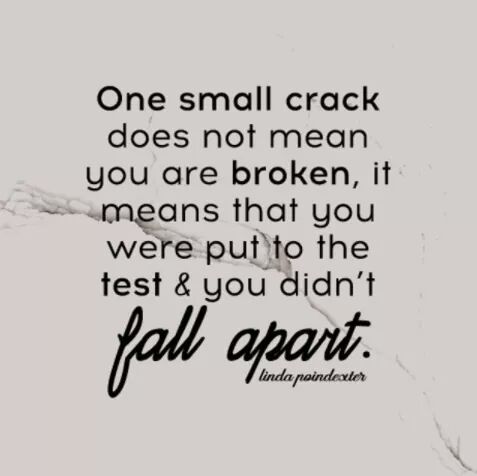 One small crack
does not mean
you are broken, it
means that you
were put to the
test & you didn't
fall apart.
linda poindexter